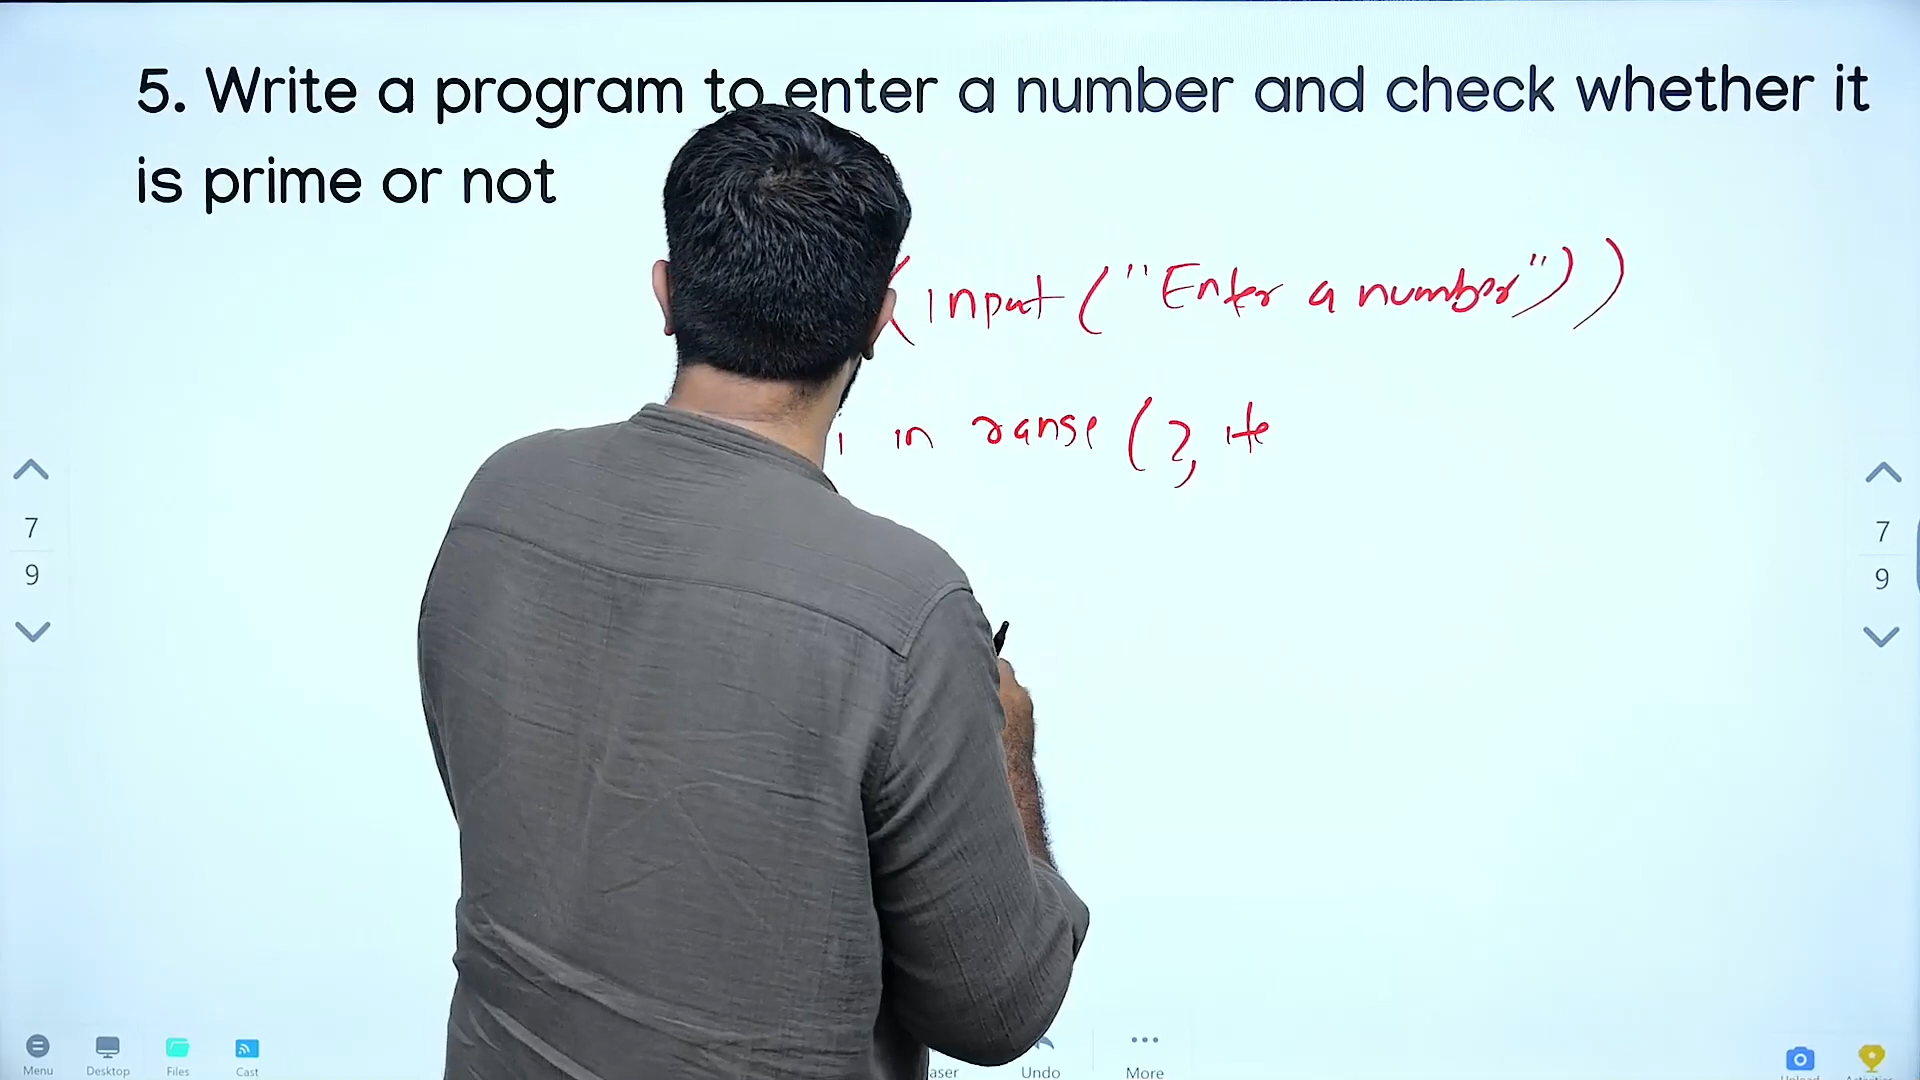 5. Write a program to enter a number and check whether it
is prime or not
(input ("Enter a number"))
i in range (2,
7
9
7
9
Menu
Desktop
Files
Cast
Undo
More